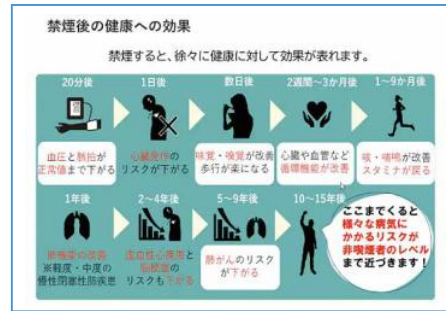 禁煙後の健康への効果
禁煙すると、徐々に健康に対して効果が表れます。
20分後
1日後
数日後
2週間～3か月後
1～9か月後
血圧と脈拍が
正常値まで下がる
心臓発作の
リスクが下がる
味覚・嗅覚が改善
歩行が楽になる
心臓や血管など
循環機能が改善
咳・喘鳴が改善
スタミナが戻る
1年後
2～4年後
5～9年後
10～15年後
肺機能の改善
※軽度・中度の
慢性閉塞性肺疾患
虚血性心疾患と
脳梗塞の
リスクも下がる
肺がんのリスク
が下がる
ここまでくると
様々な病気に
かかるリスクが
非喫煙者のレベル
まで近づきます！